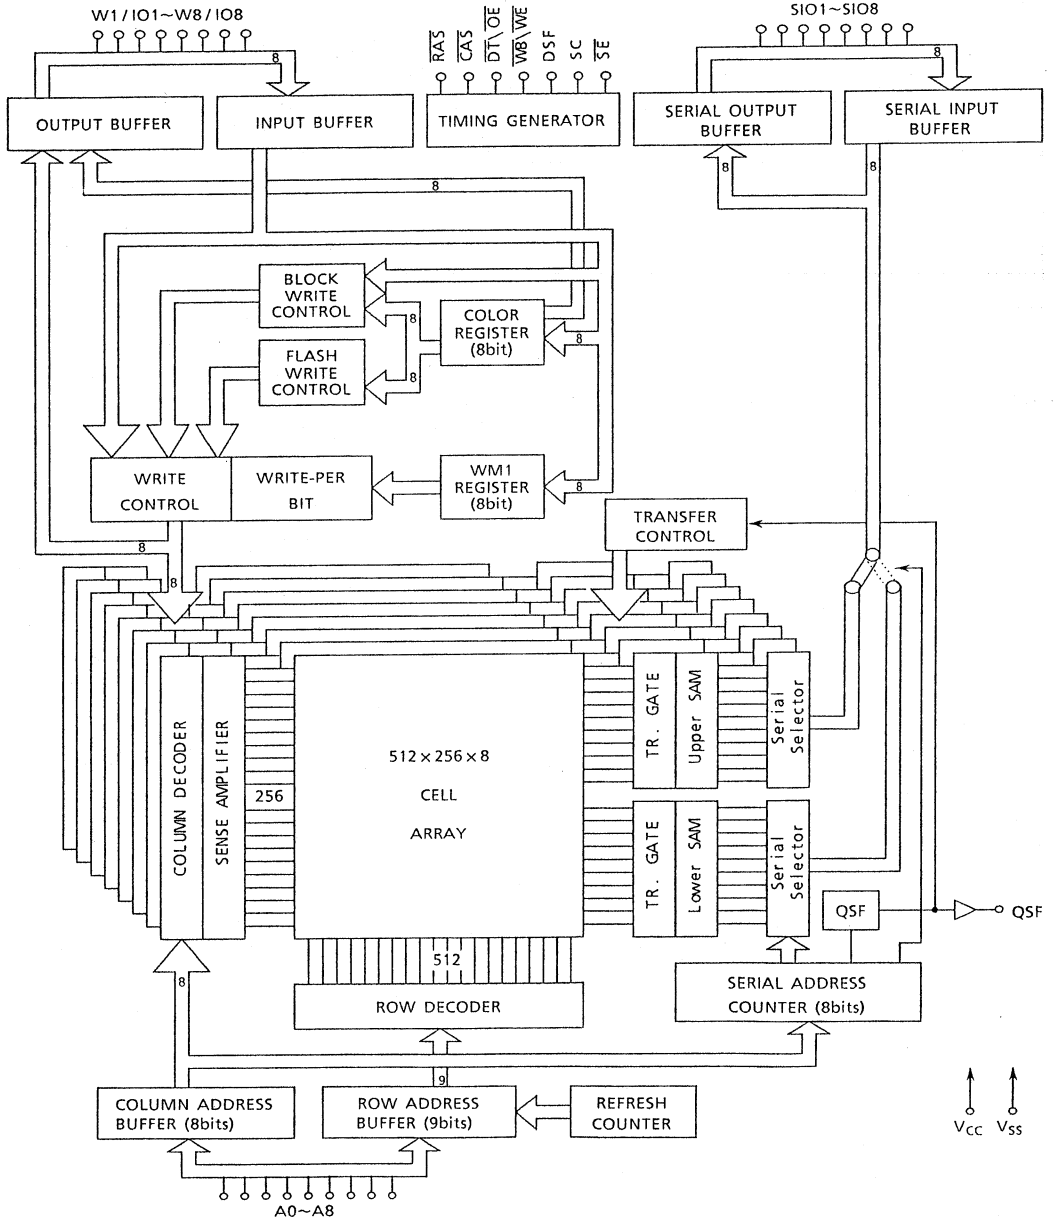 W1/IO1~W8/IO8
SIO1~SIO8
RAS
CAS
DT\OE
WB\WE
DSF
SC
SE
8
8
OUTPUT BUFFER
INPUT BUFFER
TIMING GENERATOR
SERIAL OUTPUT
BUFFER
SERIAL INPUT
BUFFER
8
8
8
BLOCK
WRITE
CONTROL
8
COLOR
REGISTER
(8bit)
8
FLASH
WRITE
CONTROL
8
WRITE
CONTROL
WRITE-PER
BIT
WM1
REGISTER
(8bit)
8
TRANSFER
CONTROL
8
8
COLUMN DECODER
SENSE AMPLIFIER
256
512×256×8
CELL
ARRAY
TR. GATE
Upper SAM
Serial
Selector
TR. GATE
Lower SAM
Serial
Selector
QSF
QSF
512
ROW DECODER
SERIAL ADDRESS
COUNTER (8bits)
8
9
COLUMN ADDRESS
BUFFER (8bits)
ROW ADDRESS
BUFFER (9bits)
REFRESH
COUNTER
VCC
VSS
A0~A8